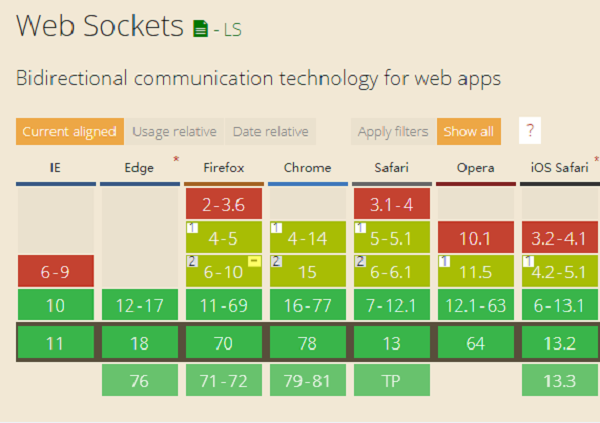 Web Sockets - LS
Bidirectional communication technology for web apps
Current aligned Usage relative Date relative Apply filters Show all ?
IE Edge * Firefox Chrome Safari Opera iOS Safari *
2-3.6 3.1-4
1 4-5 1 4-14 1 5-5.1 10.1 3.2-4.1
6-9 2 6-10 - 2 15 2 6-6.1 1 11.5 1 4.2-5.1
10 12-17 11-69 16-77 7-12.1 12.1-63 6-13.1
11 18 70 78 13 64 13.2
76 71-72 79-81 TP 13.3